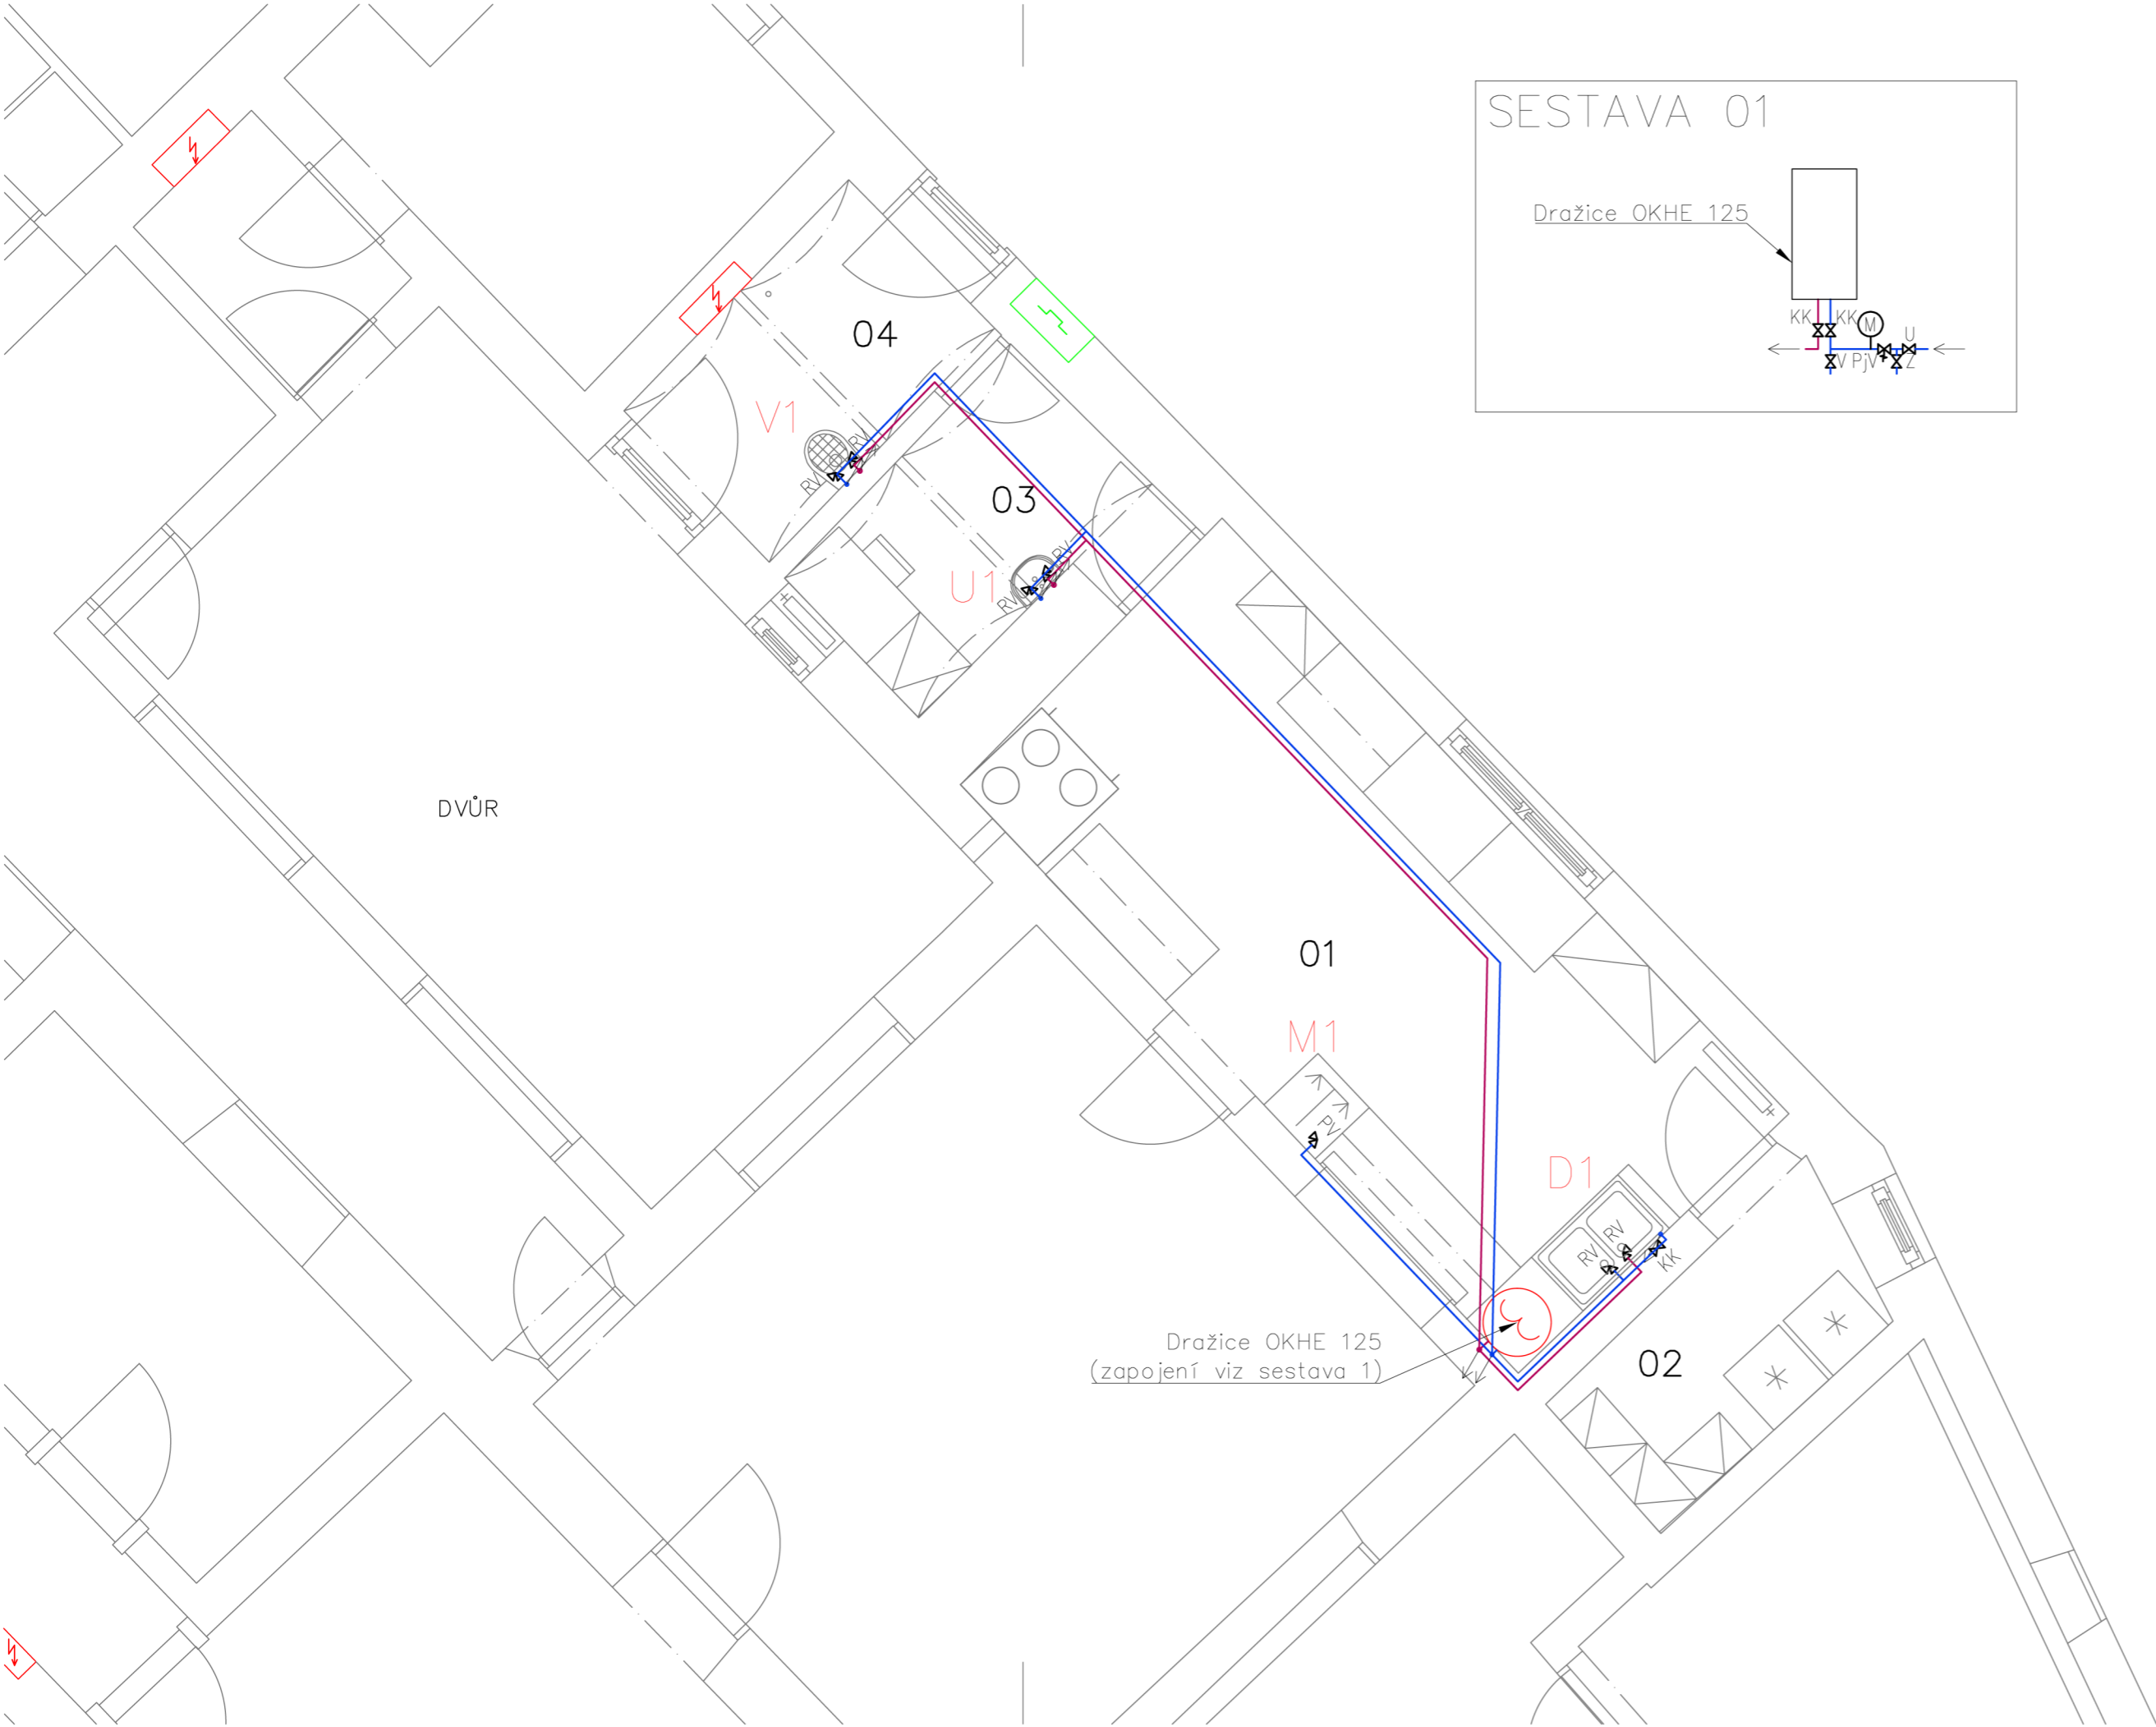 SESTAVA 01
Dražice OKHE 125
KK
KK
M
U
V
PjV
Z
04
V1
RV
RV
03
RV
U1
RV
DVŮR
01
M1
PV
D1
RV
RV
KK
Dražice OKHE 125
(zapojení viz sestava 1)
02